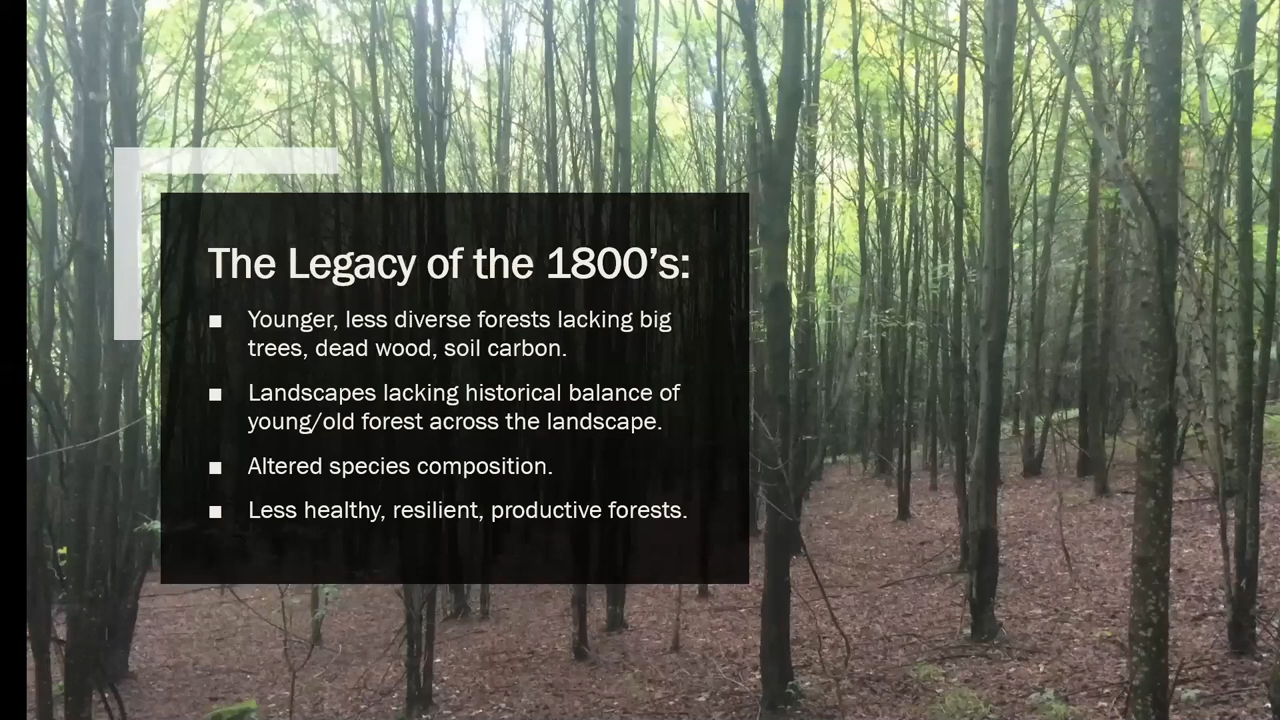 The Legacy of the 1800’s:
■ Younger, less diverse forests lacking big
trees, dead wood, soil carbon.
■ Landscapes lacking historical balance of
young/old forest across the landscape.
■ Altered species composition.
■ Less healthy, resilient, productive forests.